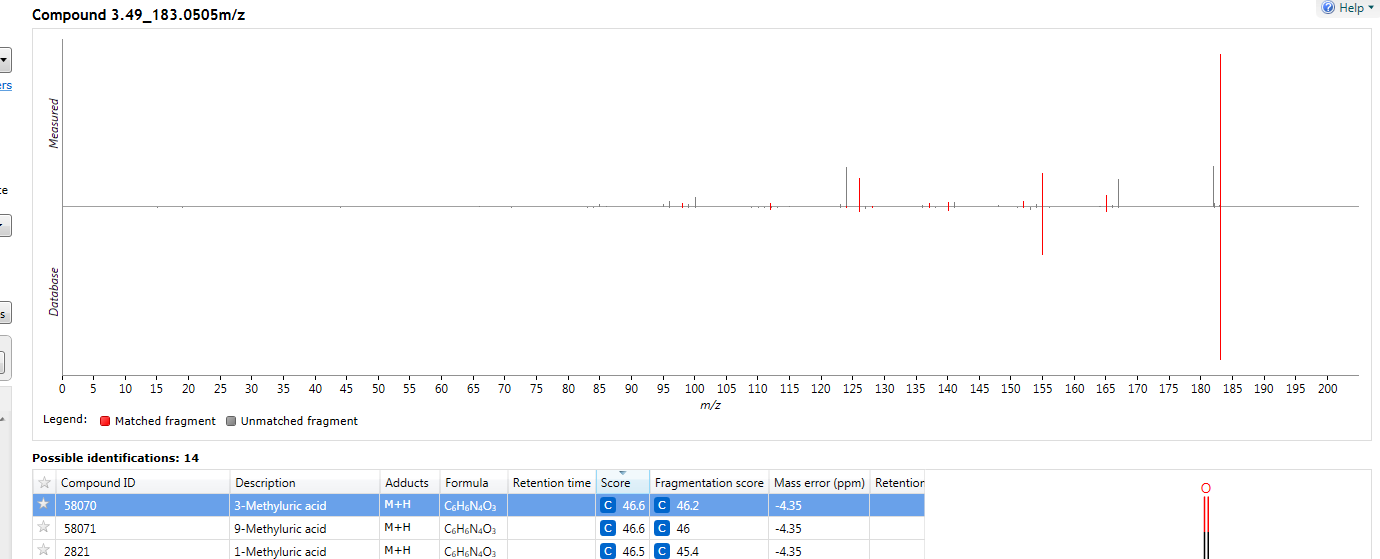 Compound 3.49_183.0505m/z
Help
ers
Measured
te
Database
s
0 5 10 15 20 25 30 35 40 45 50 55 60 65 70 75 80 85 90 95 100 105 110 115 120 125 130 135 140 145 150 155 160 165 170 175 180 185 190 195 200
m/z
Legend: Matched fragment Unmatched fragment
Possible identifications: 14
Compound ID Description Adducts Formula Retention time Score Fragmentation score Mass error (ppm) Retention
58070 3-Methyluric acid M+H C₆H₆N₄O₃ C 46.6 C 46.2 -4.35
58071 9-Methyluric acid M+H C₆H₆N₄O₃ C 46.6 C 46 -4.35
2821 1-Methyluric acid M+H C₆H₆N₄O₃ C 46.5 C 45.4 -4.35
O